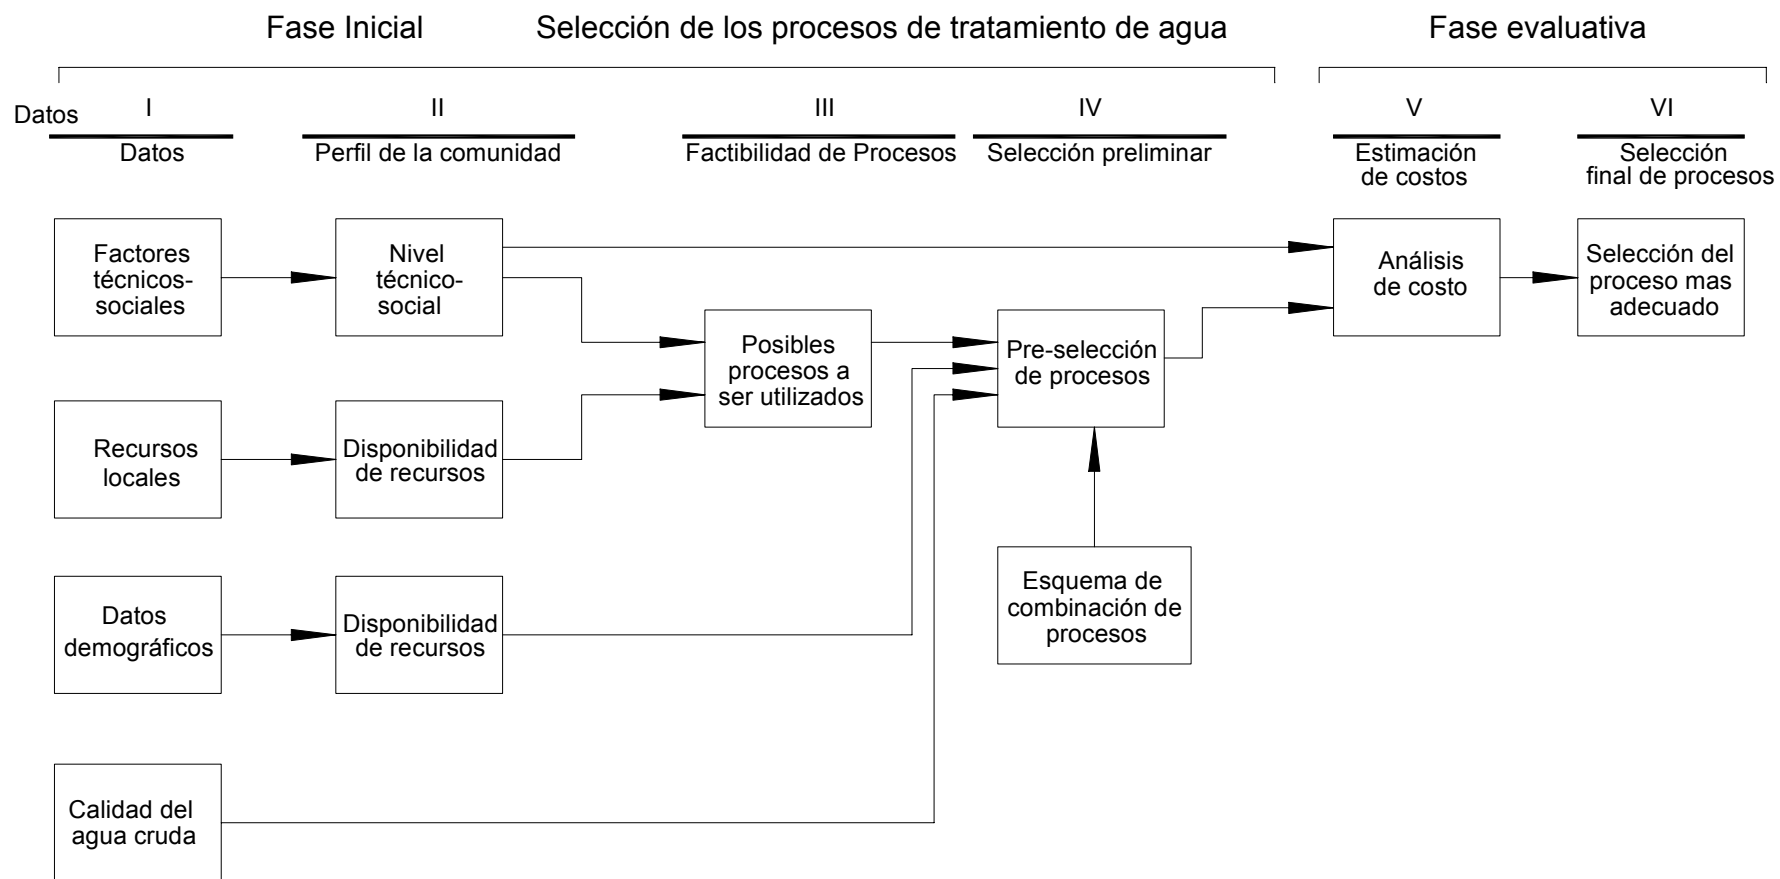 Fase Inicial
Selección de los procesos de tratamiento de agua
Fase evaluativa
Datos
I
II
III
IV
V
VI
Datos
Perfil de la comunidad
Factibilidad de Procesos
Selección preliminar
Estimación
de costos
Selección
final de procesos
Factores
técnicos-
sociales
Nivel
técnico-
social
Análisis
de costo
Selección del
proceso mas
adecuado
Posibles
procesos a
ser utilizados
Pre-selección
de procesos
Recursos
locales
Disponibilidad
de recursos
Esquema de
combinación de
procesos
Datos
demográficos
Disponibilidad
de recursos
Calidad del
agua cruda